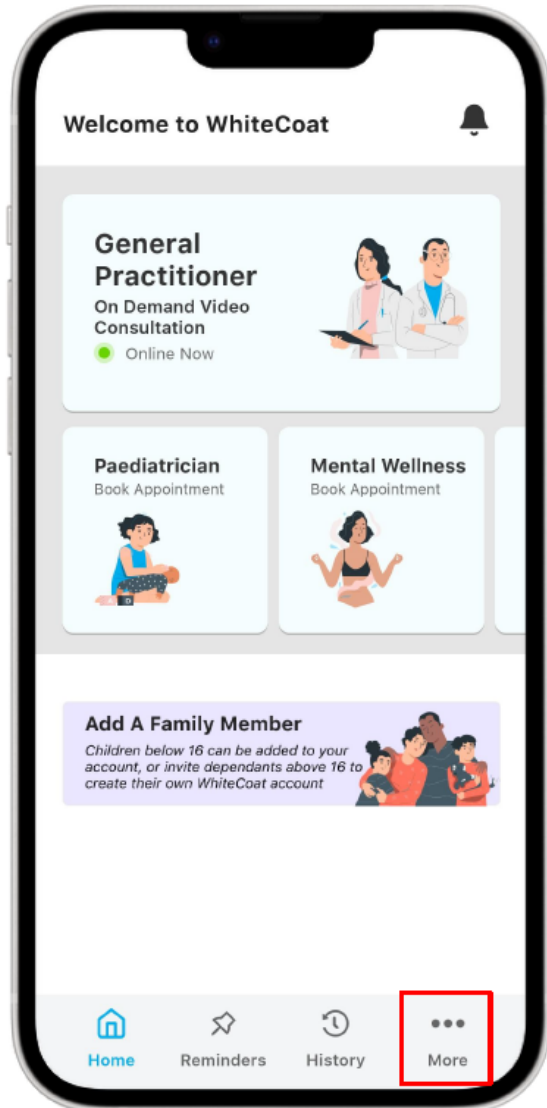 Welcome to WhiteCoat
General
Practitioner
On Demand Video
Consultation
Online Now
Paediatrician
Book Appointment
Mental Wellness
Book Appointment
Add A Family Member
Children below 16 can be added to your
account, or invite dependants above 16 to
create their own WhiteCoat account
Home
Reminders
History
More